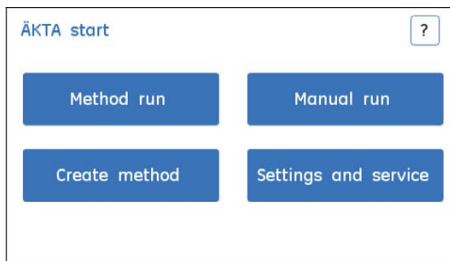 ÄKTA start
?
Method run
Manual run
Create method
Settings and service